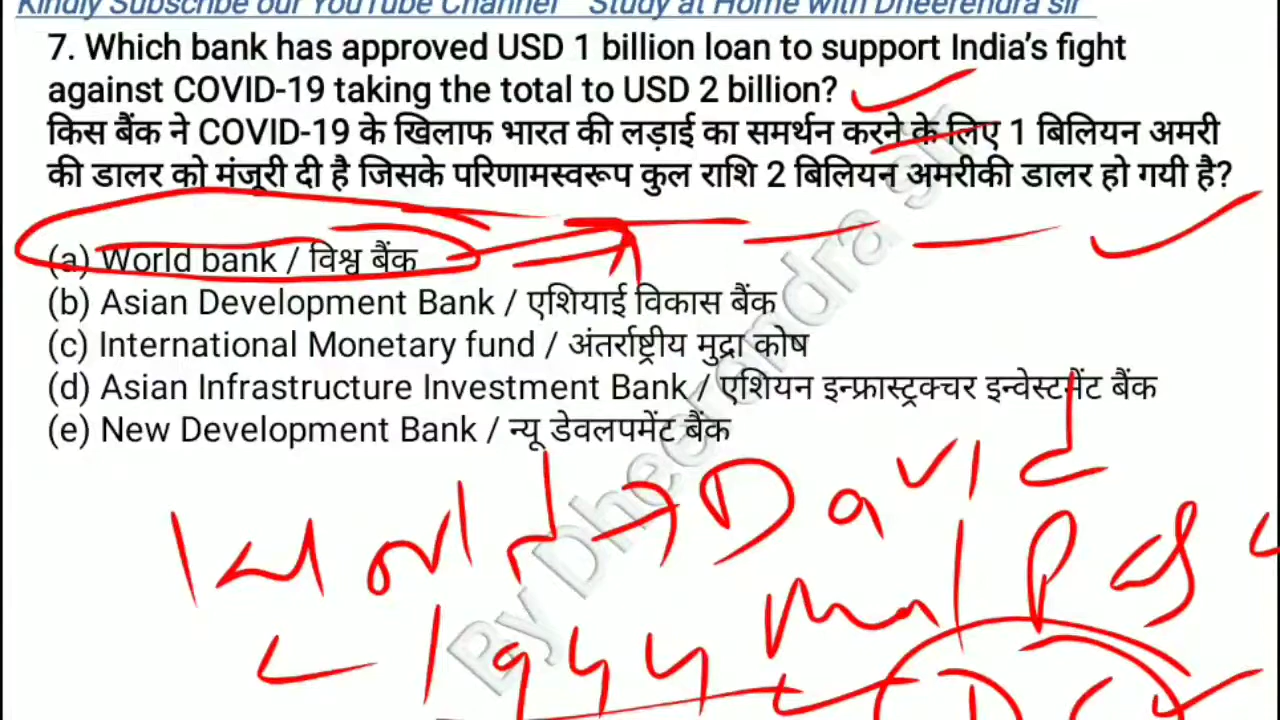 Kindly Subscribe our YouTube Channel " Study at Home with Dheerendra sir "
7. Which bank has approved USD 1 billion loan to support India's fight
against COVID-19 taking the total to USD 2 billion?
किस बैंक ने COVID-19 के खिलाफ भारत की लड़ाई का समर्थन करने के लिए 1 बिलियन अमरी
की डालर को मंजूरी दी है जिसके परिणामस्वरूप कुल राशि 2 बिलियन अमरीकी डालर हो गयी है?
(a) World bank / विश्व बैंक
(b) Asian Development Bank / एशियाई विकास बैंक
(c) International Monetary fund / अंतर्राष्ट्रीय मुद्रा कोष
(d) Asian Infrastructure Investment Bank / एशियन इन्फ्रास्ट्रक्चर इन्वेस्टमेंट बैंक
(e) New Development Bank / न्यू डेवलपमेंट बैंक
By Dheerendra sir
David
1944